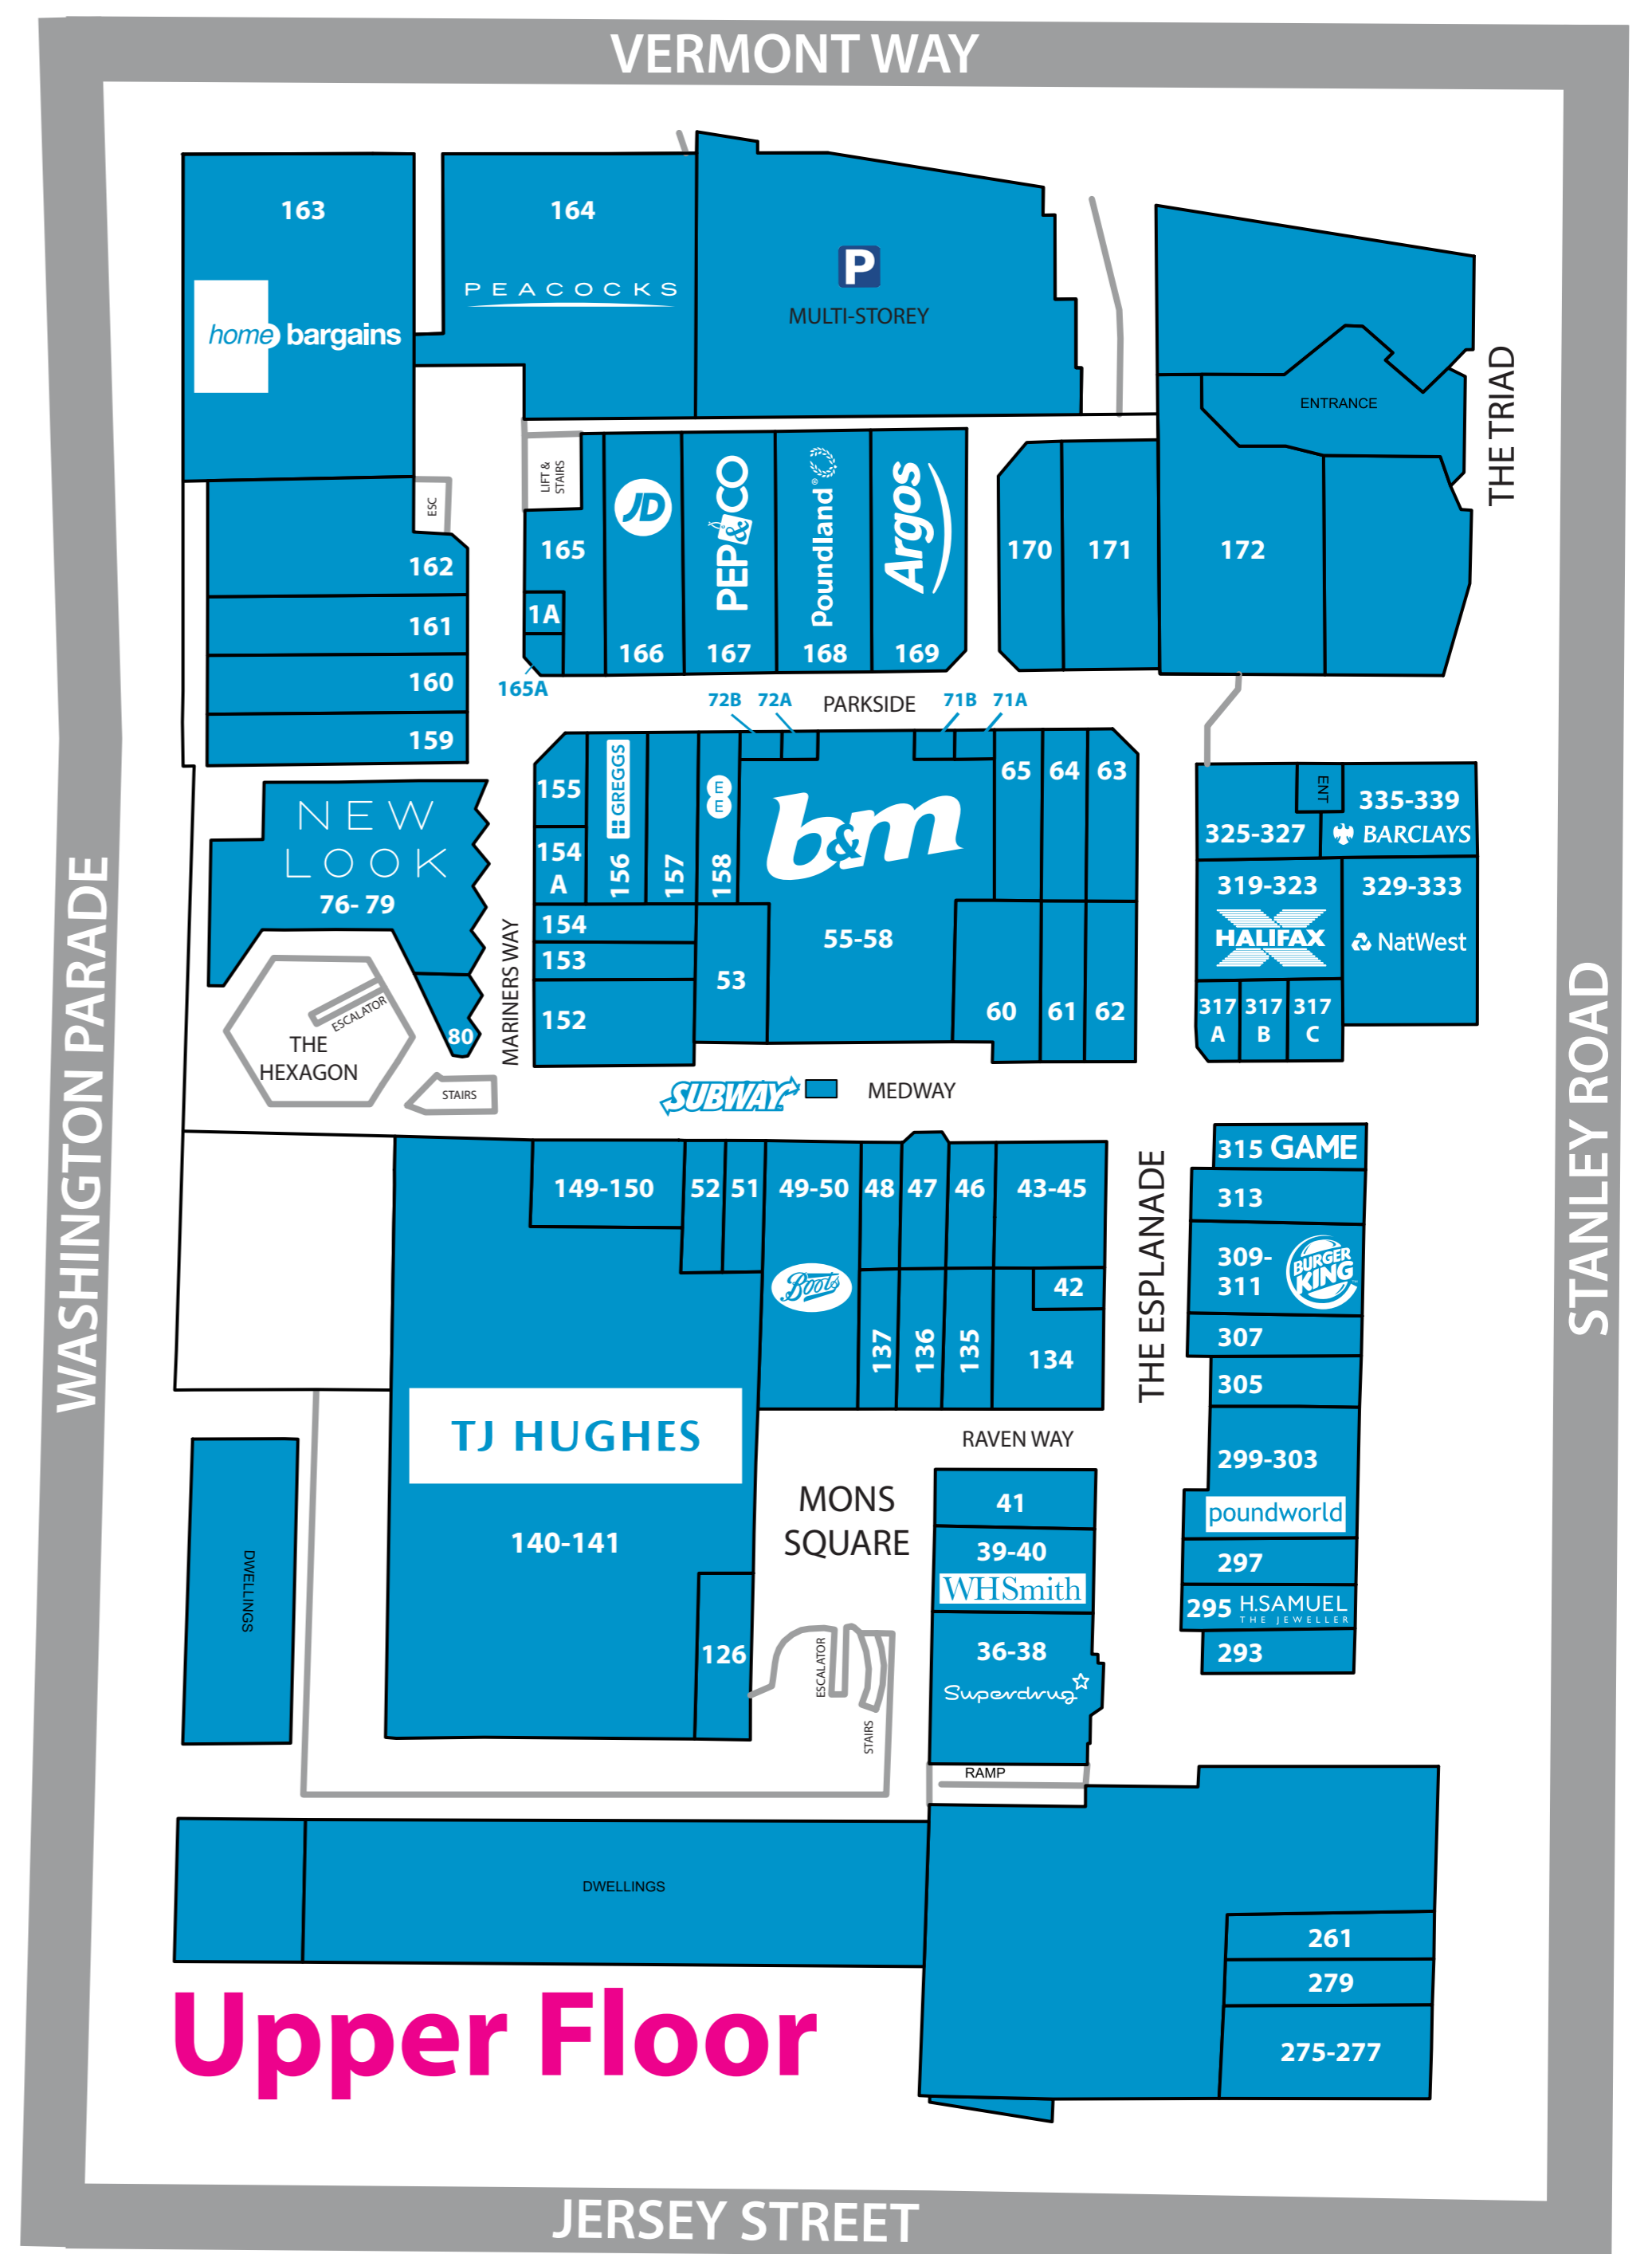 VERMONT WAY
WASHINGTON PARADE
STANLEY ROAD
JERSEY STREET
163
home bargains
164
PEACOCKS
P
MULTI-STOREY
ENTRANCE
THE TRIAD
LIFT &
STAIRS
ESC
162
161
160
159
165
1A
165A
JD
166
PEP&CO
167
Poundland®
168
Argos
169
170
171
172
72B
72A
PARKSIDE
71B
71A
NEW
LOOK
76- 79
80
ESCALATOR
THE
HEXAGON
STAIRS
MARINERS WAY
155
154
A
GREGGS
156
157
EE
158
154
153
152
53
b&m
55-58
65
64
63
60
61
62
ENT
325-327
335-339
BARCLAYS
319-323
HALIFAX
329-333
NatWest
317
A
317
B
317
C
SUBWAY
MEDWAY
149-150
52
51
49-50
48
47
46
43-45
Boots
137
136
135
42
134
THE ESPLANADE
315 GAME
313
309-
311
BURGER
KING
307
305
299-303
poundworld
297
295 H.SAMUEL
THE JEWELLER
293
TJ HUGHES
140-141
126
RAVEN WAY
MONS
SQUARE
41
39-40
WHSmith
36-38
Superdrug
ESCALATOR
STAIRS
RAMP
DWELLINGS
DWELLINGS
261
279
275-277
Upper Floor